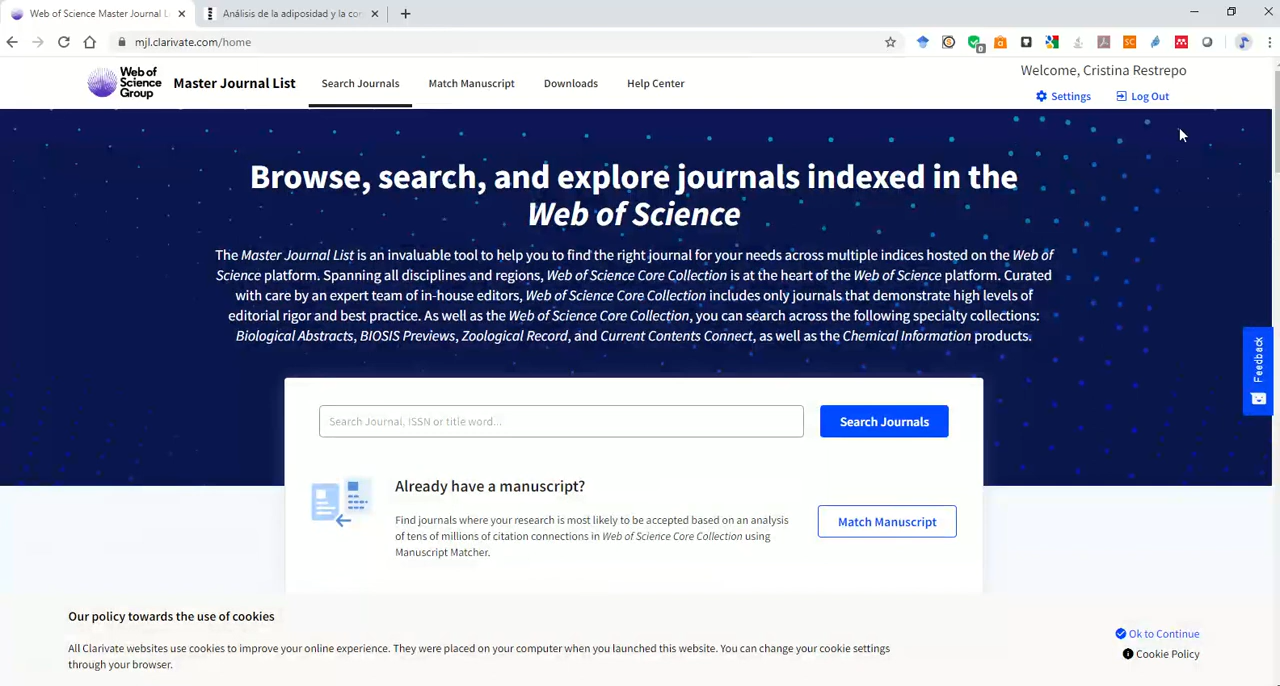 Web of Science Master Journal L
Análisis de la adiposidad y la cor
mjl.clarivate.com/home
0
Web of
Science
Group
Master Journal List
Search Journals
Match Manuscript
Downloads
Help Center
Welcome, Cristina Restrepo
Settings
Log Out
Browse, search, and explore journals indexed in the
Web of Science
The Master Journal List is an invaluable tool to help you to find the right journal for your needs across multiple indices hosted on the Web of
Science platform. Spanning all disciplines and regions, Web of Science Core Collection is at the heart of the Web of Science platform. Curated
with care by an expert team of in-house editors, Web of Science Core Collection includes only journals that demonstrate high levels of
editorial rigor and best practice. As well as the Web of Science Core Collection, you can search across the following specialty collections:
Biological Abstracts, BIOSIS Previews, Zoological Record, and Current Contents Connect, as well as the Chemical Information products.
Feedback
Search Journal, ISSN or title word...
Search Journals
Already have a manuscript?
Find journals where your research is most likely to be accepted based on an analysis
of tens of millions of citation connections in Web of Science Core Collection using
Manuscript Matcher.
Match Manuscript
Our policy towards the use of cookies
All Clarivate websites use cookies to improve your online experience. They were placed on your computer when you launched this website. You can change your cookie settings
through your browser.
Ok to Continue
Cookie Policy